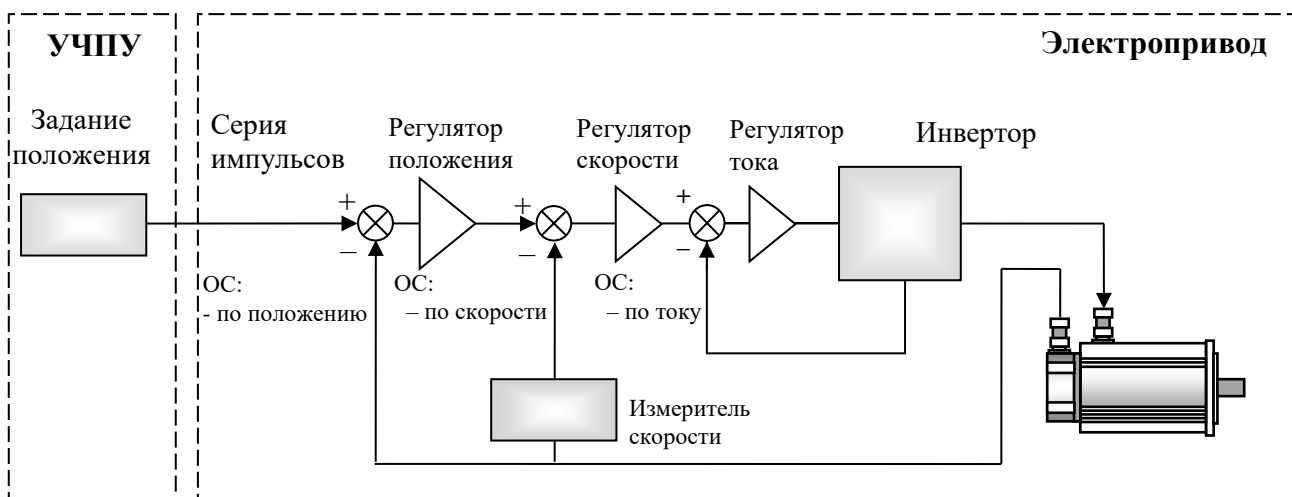 УЧПУ
Электропривод
Задание
положения
Серия
импульсов
Регулятор
положения
Регулятор
скорости
Регулятор
тока
Инвертор
+
–
+
–
+
–
ОС:
- по положению
ОС:
– по скорости
ОС:
– по току
Измеритель
скорости